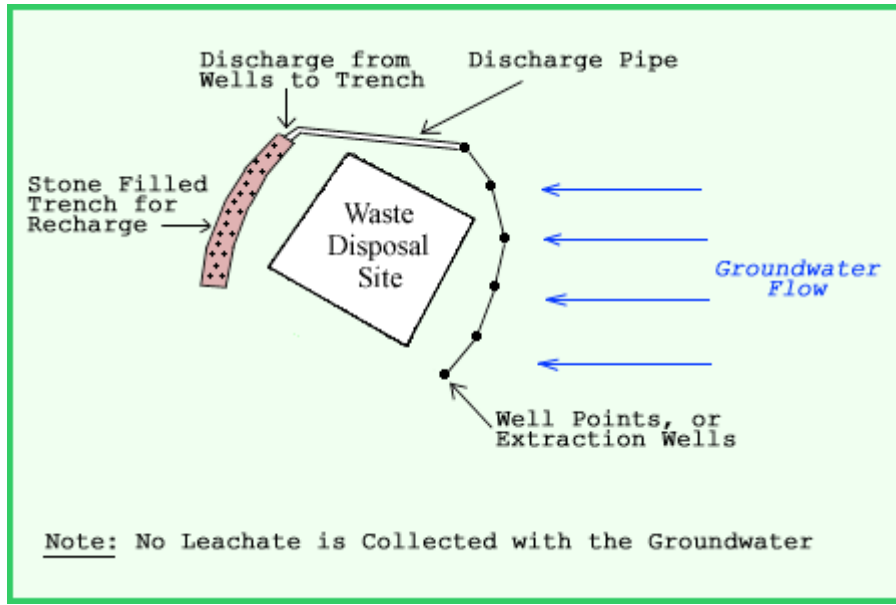 Discharge from
Wells to Trench
Discharge Pipe
Stone Filled
Trench for
Recharge
Waste
Disposal
Site
Groundwater
Flow
Well Points, or
Extraction Wells
Note: No Leachate is Collected with the Groundwater